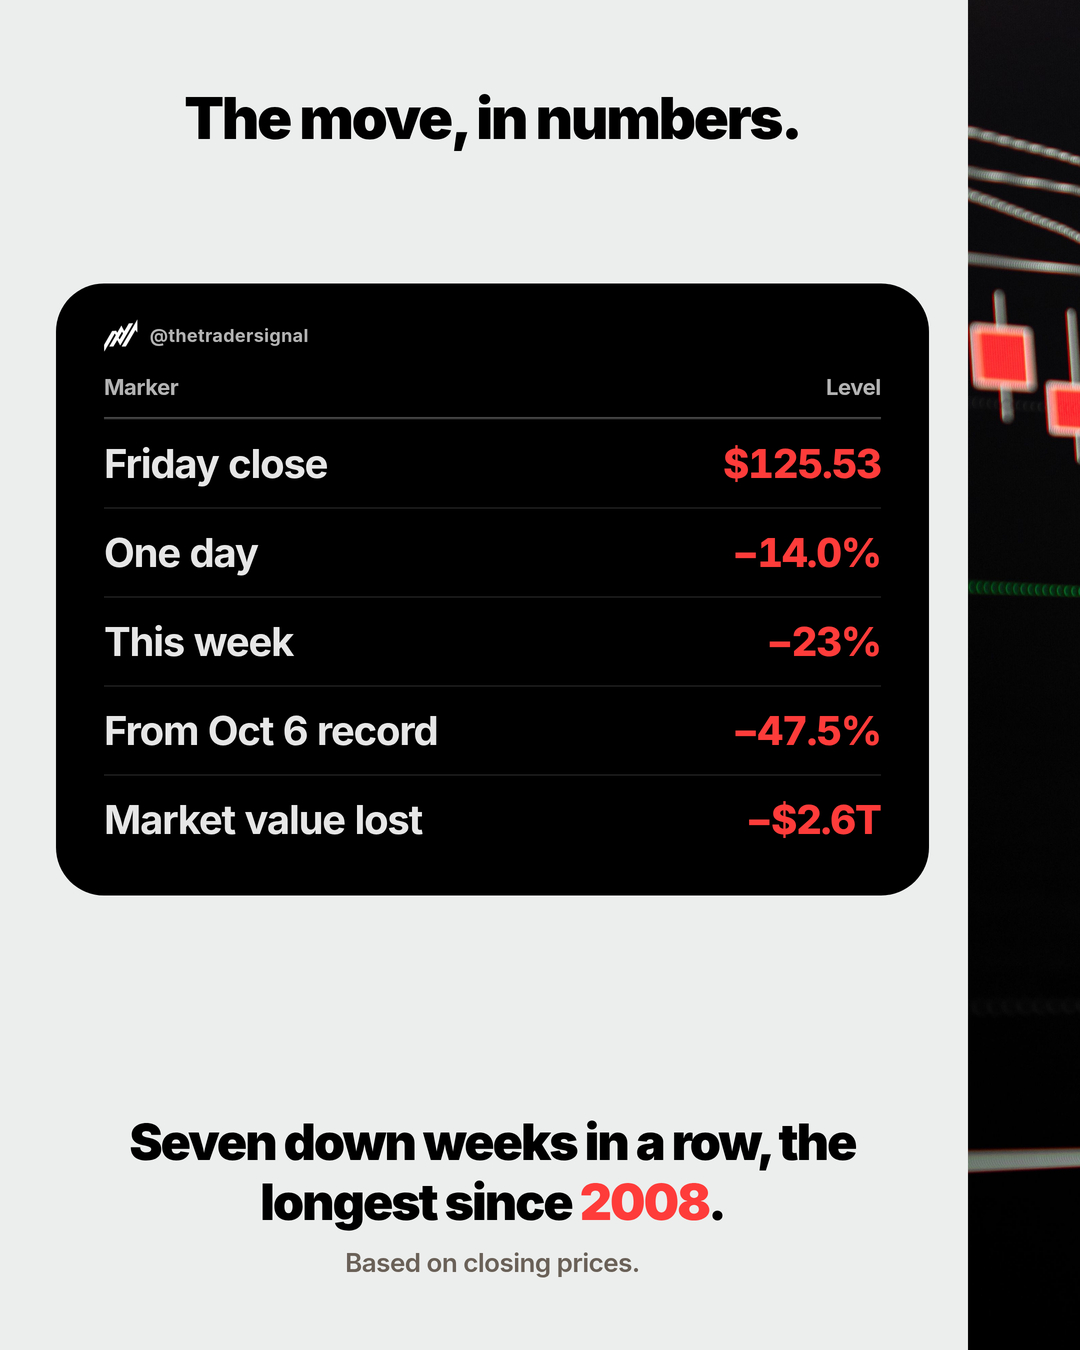 The move, in numbers.
@thetradersignal
Marker Level
Friday close $125.53
One day −14.0%
This week −23%
From Oct 6 record −47.5%
Market value lost −$2.6T
Seven down weeks in a row, the
longest since 2008.
Based on closing prices.